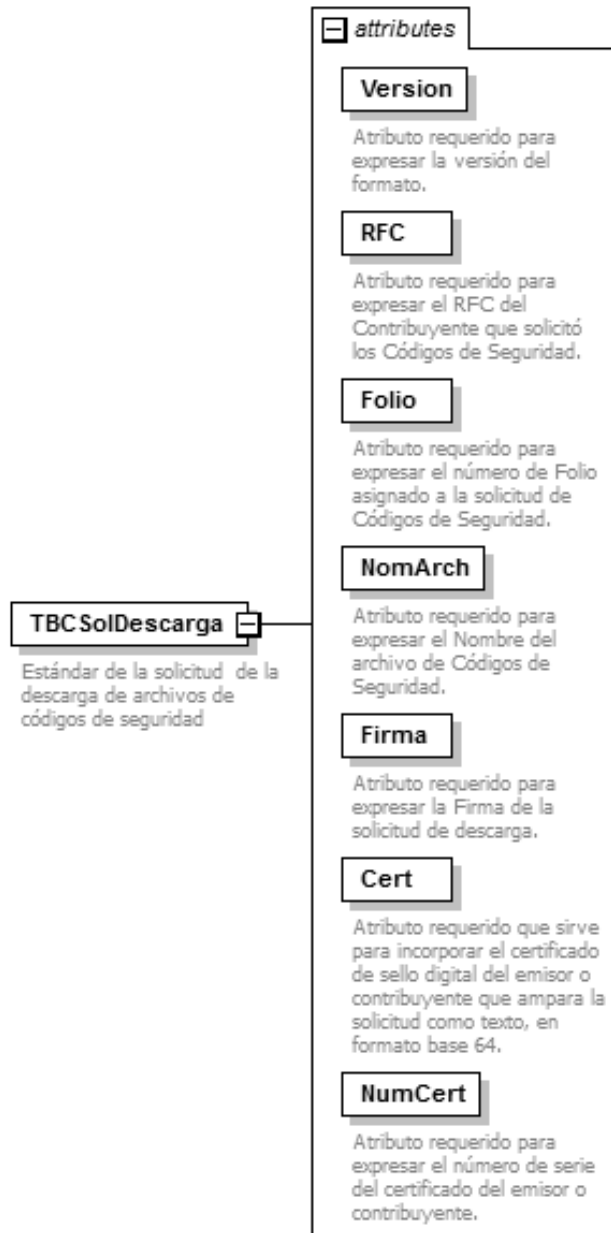 attributes
Version
Atributo requerido para
expresar la versión del
formato.
RFC
Atributo requerido para
expresar el RFC del
Contribuyente que solicitó
los Códigos de Seguridad.
Folio
Atributo requerido para
expresar el número de Folio
asignado a la solicitud de
Códigos de Seguridad.
NomArch
Atributo requerido para
expresar el Nombre del
archivo de Códigos de
Seguridad.
TBCSolDescarga
Estándar de la solicitud de la
descarga de archivos de
códigos de seguridad
Firma
Atributo requerido para
expresar la Firma de la
solicitud de descarga.
Cert
Atributo requerido que sirve
para incorporar el certificado
de sello digital del emisor o
contribuyente que ampara la
solicitud como texto, en
formato base 64.
NumCert
Atributo requerido para
expresar el número de serie
del certificado del emisor o
contribuyente.